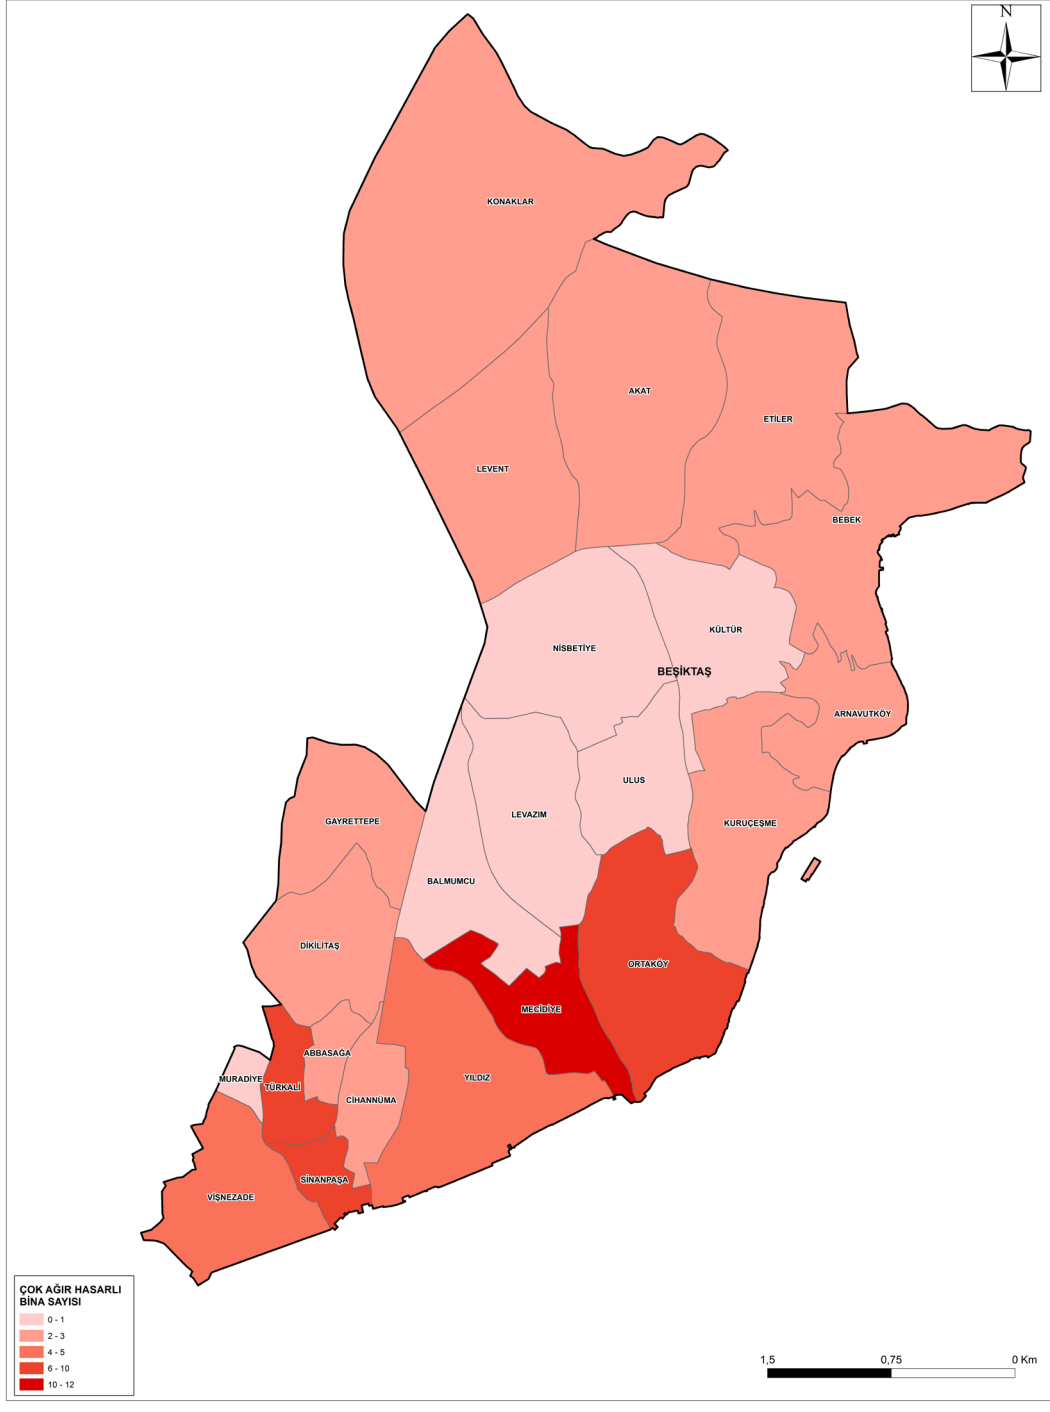 N
KONAKLAR
AKAT
ETİLER
LEVENT
BEBEK
KÜLTÜR
NİSBETİYE
BEŞİKTAŞ
ARNAVUTKÖY
ULUS
LEVAZIM
GAYRETTEPE
KURUÇEŞME
BALMUMCU
DİKİLİTAŞ
ORTAKÖY
MECİDİYE
ABBASAĞA
MURADİYE
YILDIZ
TÜRKALİ
CİHANNÜMA
SİNANPAŞA
VİŞNEZADE
ÇOK AĞIR HASARLI
BİNA SAYISI
0 - 1
2 - 3
4 - 5
6 - 10
10 - 12
1,5 0,75 0 Km